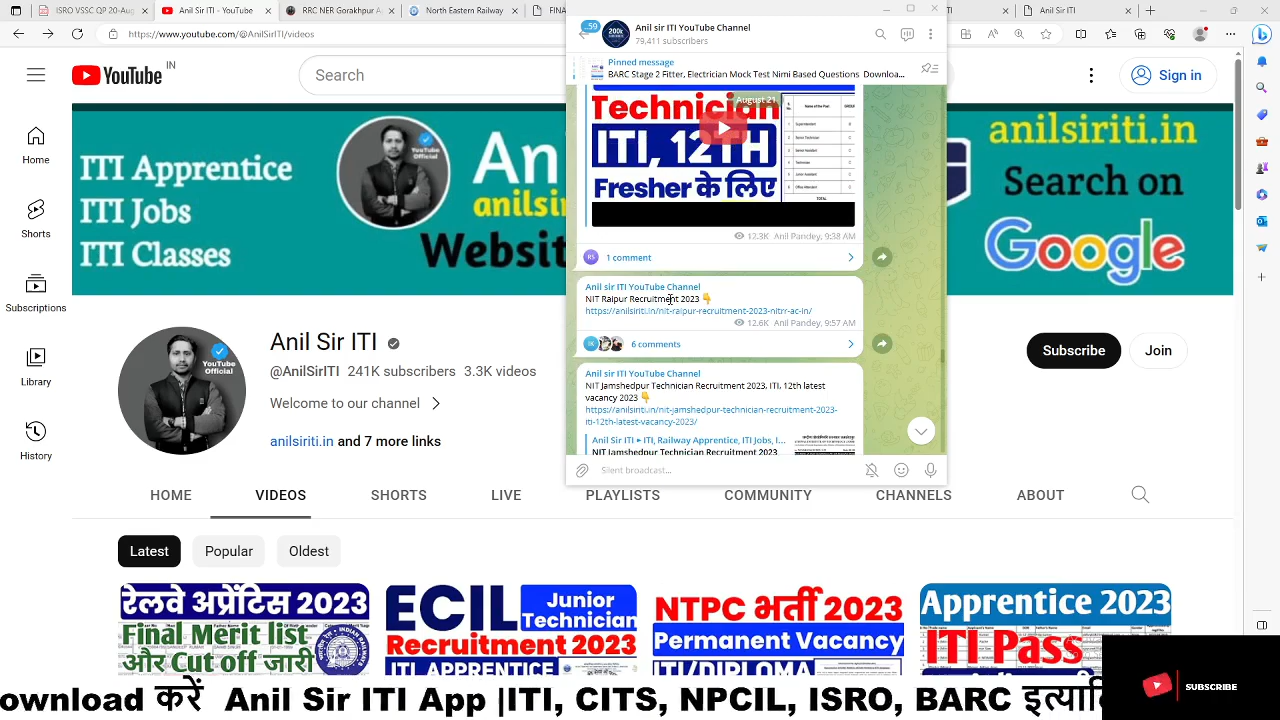 ISRO VSSC QP 20-Aug
RNC NER Gorakhpur Ap
North Eastern Railway
Anil Sir ITI
https://www.youtube.com/@AnilSirITI/videos
YouTube
IN
Search
Sign in
Home
Shorts
Subscriptions
Library
History
ITI Apprentice
ITI Jobs
ITI Classes
YouTube
Official
An
anilsir
Websit
anilsiriti.in
Search on
Google
59
200k
Anil sir ITI YouTube Channel
79,411 subscribers
Pinned message
BARC Stage 2 Fitter, Electrician Mock Test Nimi Based Questions Downloa...
August 21
Technician
ITI, 12TH
Fresher के लिए
12.3K Anil Pandey, 9:38 AM
RS
1 comment
Anil sir ITI YouTube Channel
NIT Raipur Recruitment 2023 👇
https://anilsiriti.in/nit-raipur-recruitment-2023-nitrr-ac-in/
12.6K Anil Pandey, 9:57 AM
6 comments
Anil sir ITI YouTube Channel
NIT Jamshedpur Technician Recruitment 2023, ITI, 12th latest
vacancy 2023 👇
https://anilsiriti.in/nit-jamshedpur-technician-recruitment-2023-
iti-12th-latest-vacancy-2023/
Anil Sir ITI ▸ ITI, Railway Apprentice, ITI Jobs, I...
NIT Jamshedpur Technician Recruitment 2023,
Silent broadcast...
YouTube
Official
Anil Sir ITI
@AnilSirITI 241K subscribers 3.3K videos
Welcome to our channel
anilsiriti.in and 7 more links
Subscribe
Join
HOME VIDEOS SHORTS LIVE PLAYLISTS COMMUNITY CHANNELS ABOUT
Latest Popular Oldest
रेलवे अप्रेंटिस 2023
Final Merit list
और Cut off जारी
ECIL
Junior
Technician
Recruitment 2023
ITI APPRENTICE
NTPC भर्ती 2023
Permanent Vacancy
ITI/DIPLOMA
Apprentice 2023
ITI Pass
ownload करें Anil Sir ITI App |ITI, CITS, NPCIL, ISRO, BARC इत्यादि
SUBSCRIBE